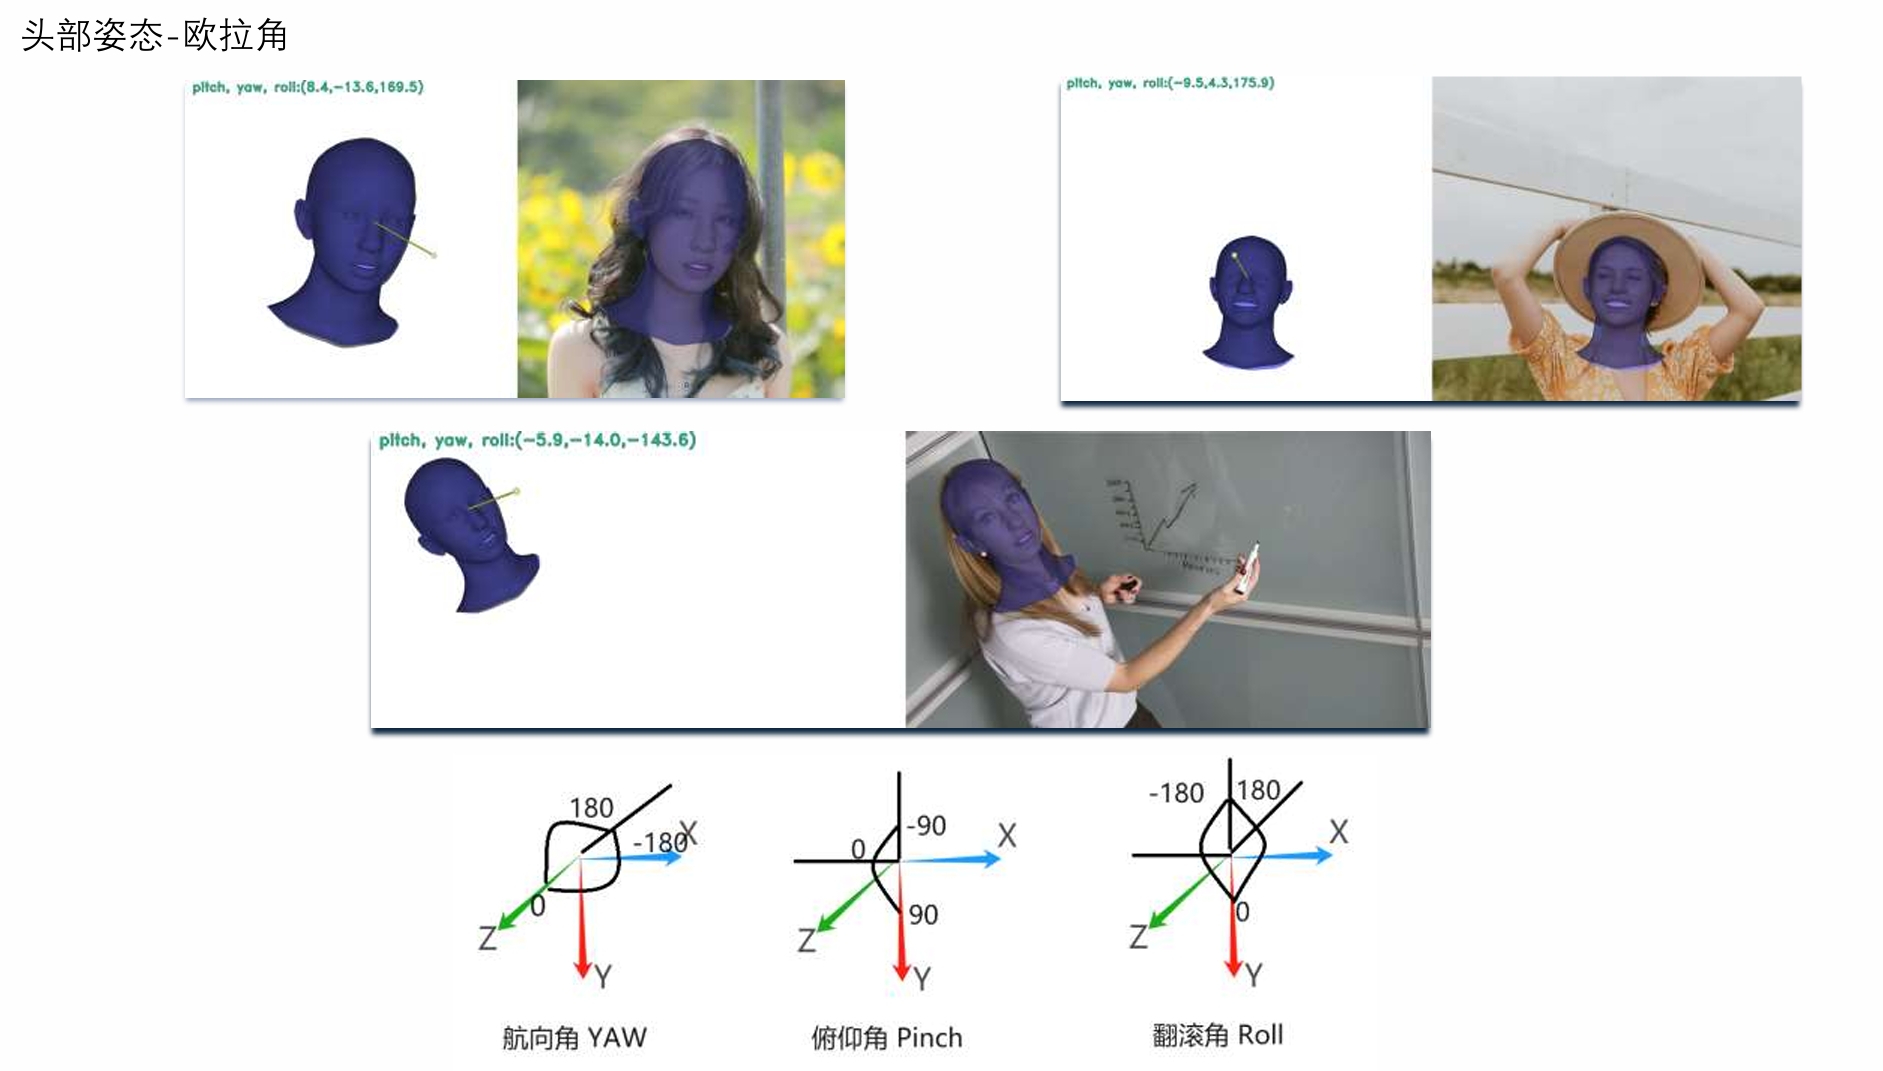 头部姿态-欧拉角
pitch, yaw, roll:(8.4,-13.6,169.5)
pitch, yaw, roll:(-9.5,4.3,175.9)
pitch, yaw, roll:(-5.9,-14.0,-143.6)
180
-180
X
0
Z
Y
航向角 YAW
-90
0
X
90
Z
Y
俯仰角 Pinch
-180
180
X
0
Z
Y
翻滚角 Roll